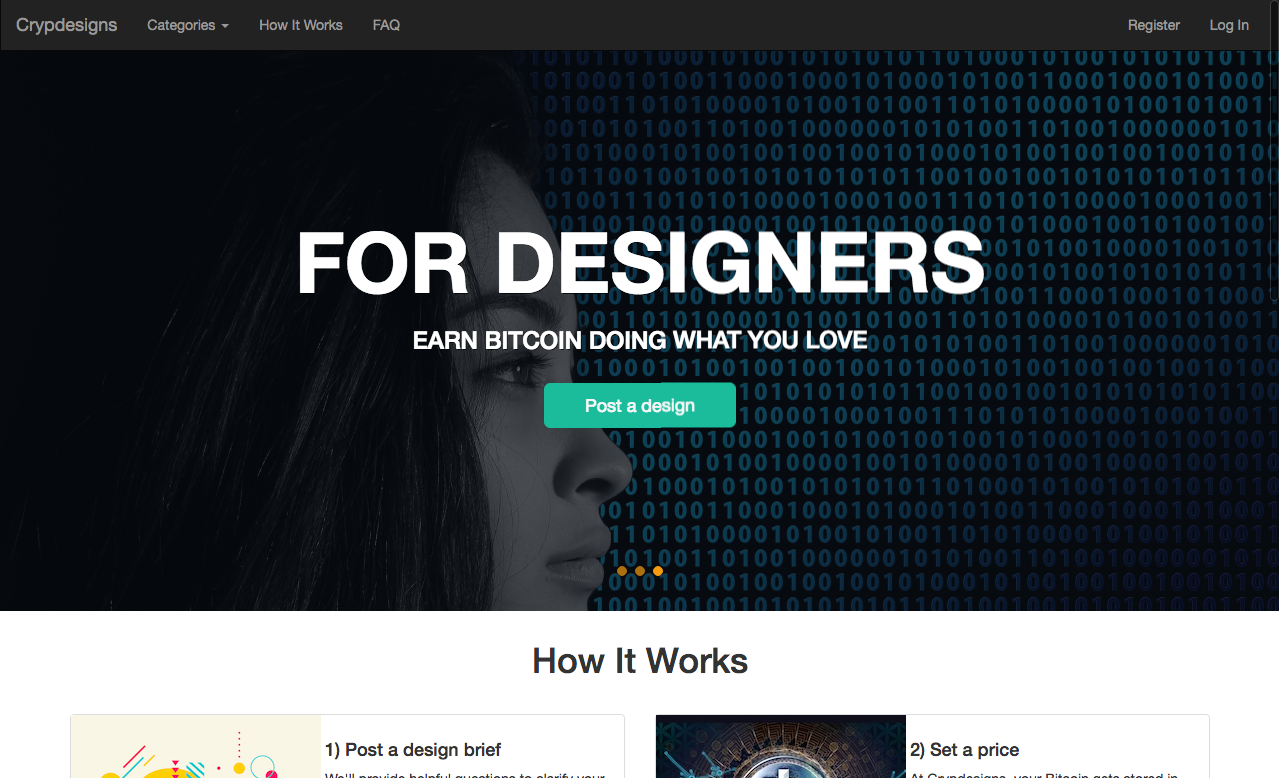 Crypdesigns Categories How It Works FAQ Register Log In
FOR DESIGNERS
EARN BITCOIN DOING WHAT YOU LOVE
Post a design
How It Works
1) Post a design brief
We'll provide helpful questions to clarify your
2) Set a price
At Crypdesigns, your Bitcoin gets stored in